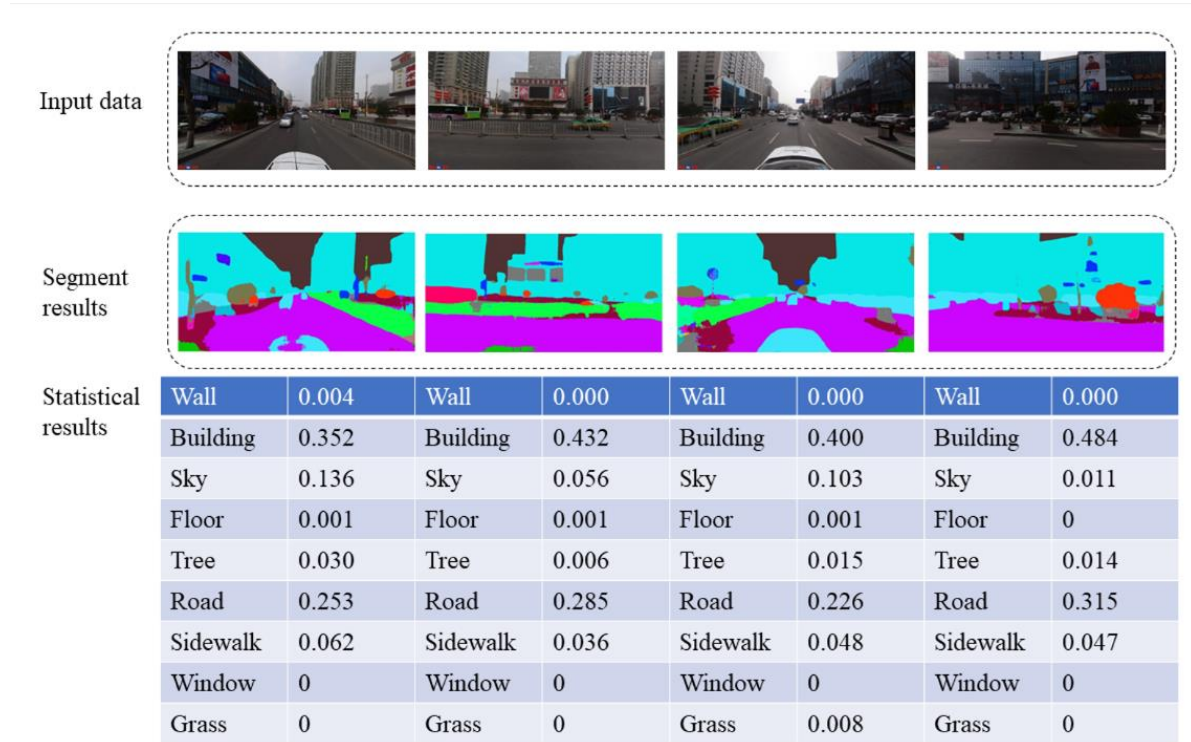 Input data
Segment
results
Statistical
results
Wall 0.004 Wall 0.000 Wall 0.000 Wall 0.000
Building 0.352 Building 0.432 Building 0.400 Building 0.484
Sky 0.136 Sky 0.056 Sky 0.103 Sky 0.011
Floor 0.001 Floor 0.001 Floor 0.001 Floor 0
Tree 0.030 Tree 0.006 Tree 0.015 Tree 0.014
Road 0.253 Road 0.285 Road 0.226 Road 0.315
Sidewalk 0.062 Sidewalk 0.036 Sidewalk 0.048 Sidewalk 0.047
Window 0 Window 0 Window 0 Window 0
Grass 0 Grass 0 Grass 0.008 Grass 0